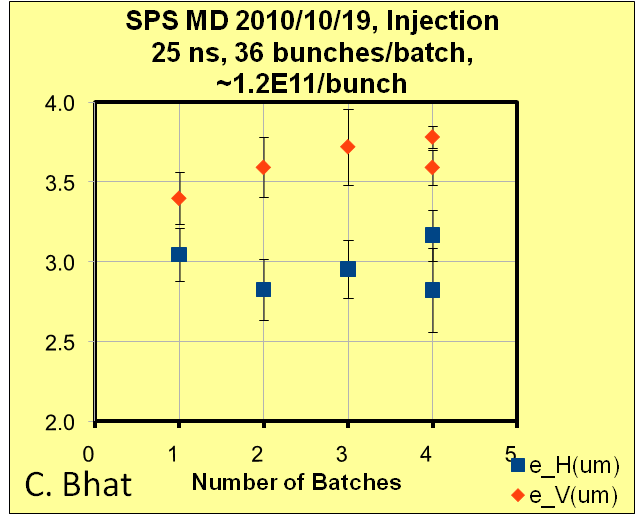 SPS MD 2010/10/19, Injection
25 ns, 36 bunches/batch,
~1.2E11/bunch
4.0
3.5
3.0
2.5
2.0
0 1 2 3 4 5
Number of Batches
C. Bhat
e_H(um)
e_V(um)